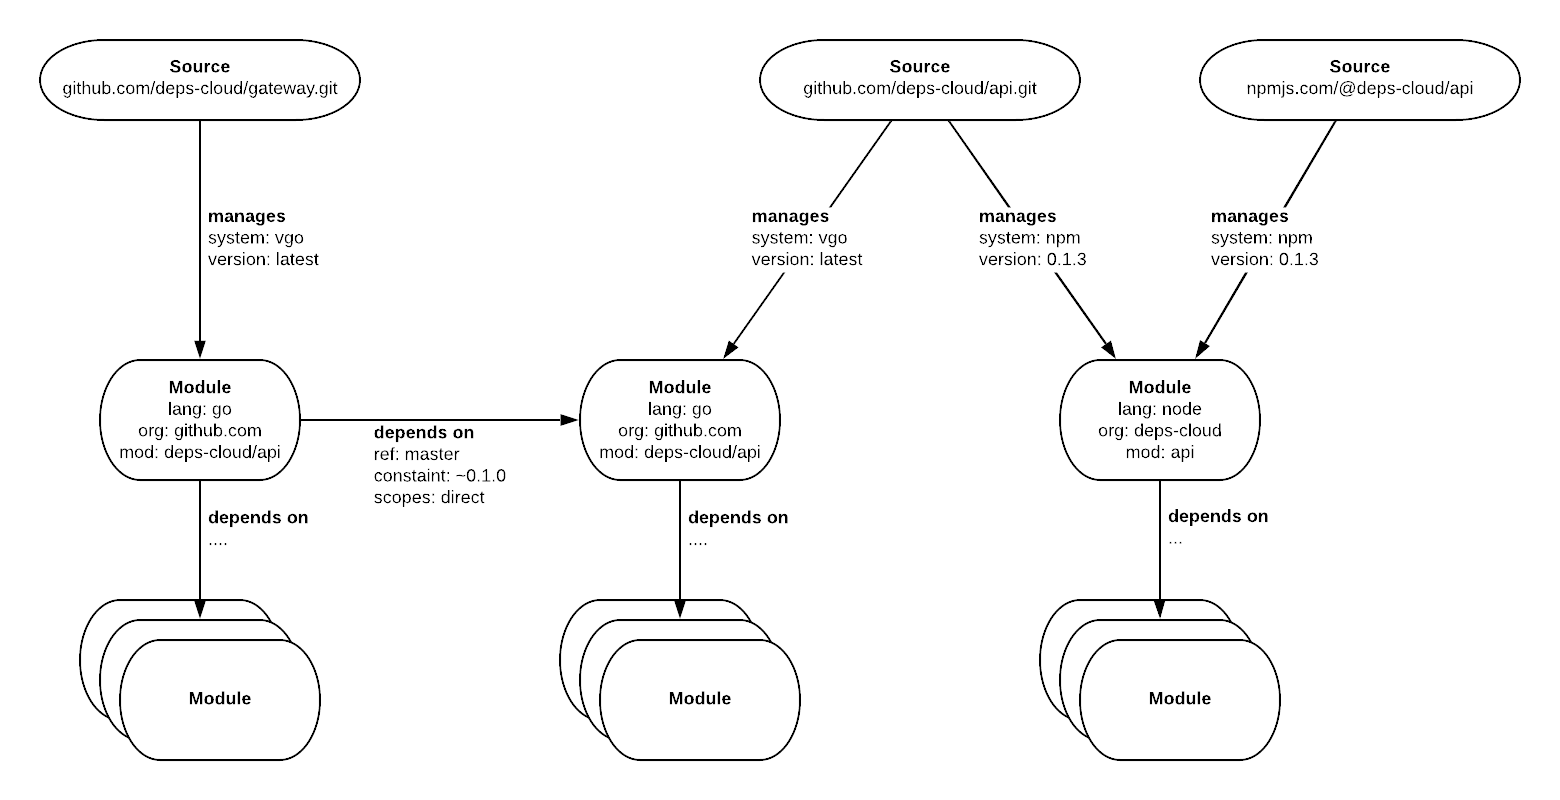 Source
github.com/deps-cloud/gateway.git
Source
github.com/deps-cloud/api.git
Source
npmjs.com/@deps-cloud/api
manages
system: vgo
version: latest
manages
system: vgo
version: latest
manages
system: npm
version: 0.1.3
manages
system: npm
version: 0.1.3
Module
lang: go
org: github.com
mod: deps-cloud/api
depends on
ref: master
constaint: ~0.1.0
scopes: direct
Module
lang: go
org: github.com
mod: deps-cloud/api
Module
lang: node
org: deps-cloud
mod: api
depends on
....
depends on
....
depends on
...
Module
Module
Module